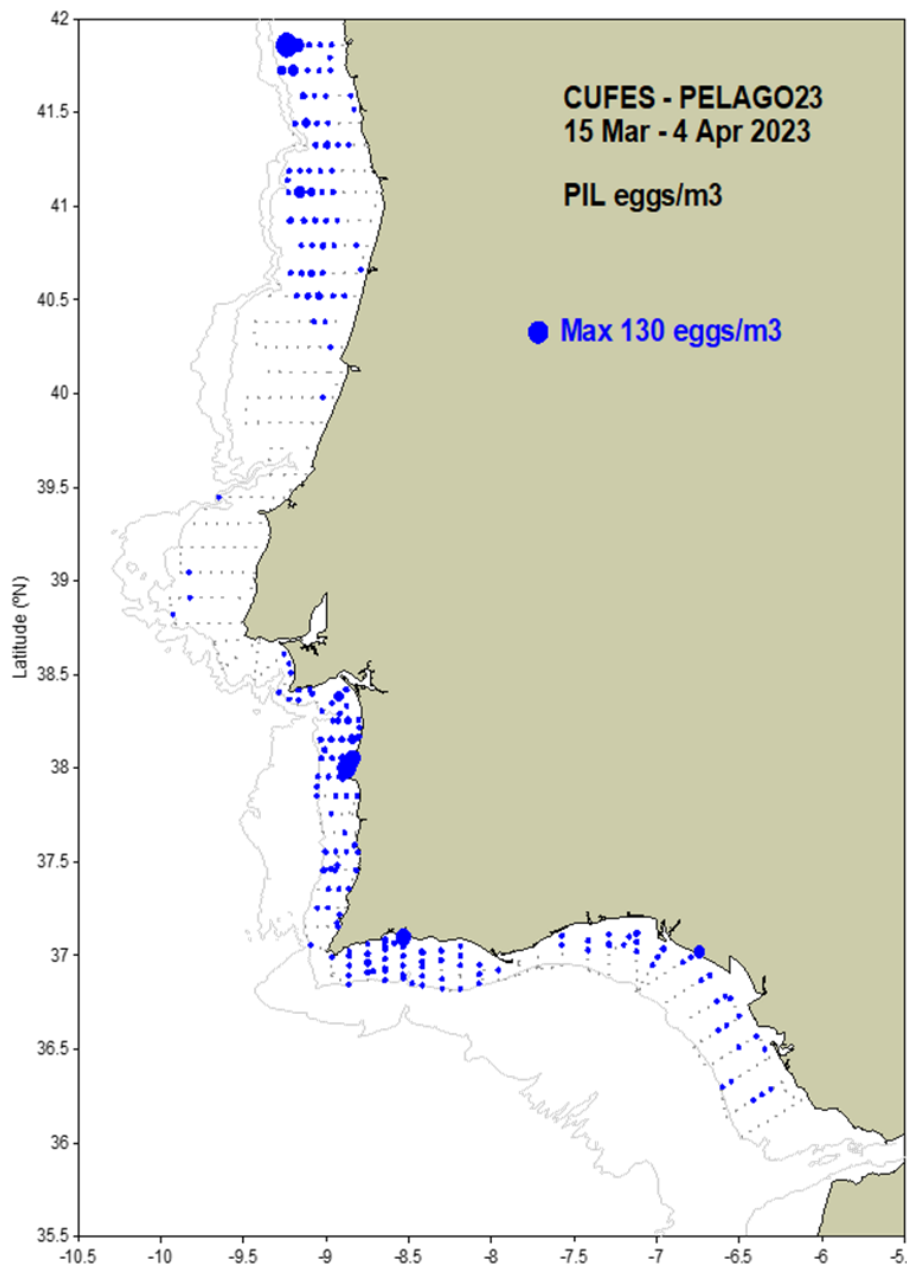 42
CUFES - PELAGO23
15 Mar - 4 Apr 2023
PIL eggs/m3
Max 130 eggs/m3
41.5
41
40.5
40
39.5
39
38.5
38
37.5
37
36.5
36
35.5
Latitude (ºN)
-10.5 -10 -9.5 -9 -8.5 -8 -7.5 -7 -6.5 -6 -5.